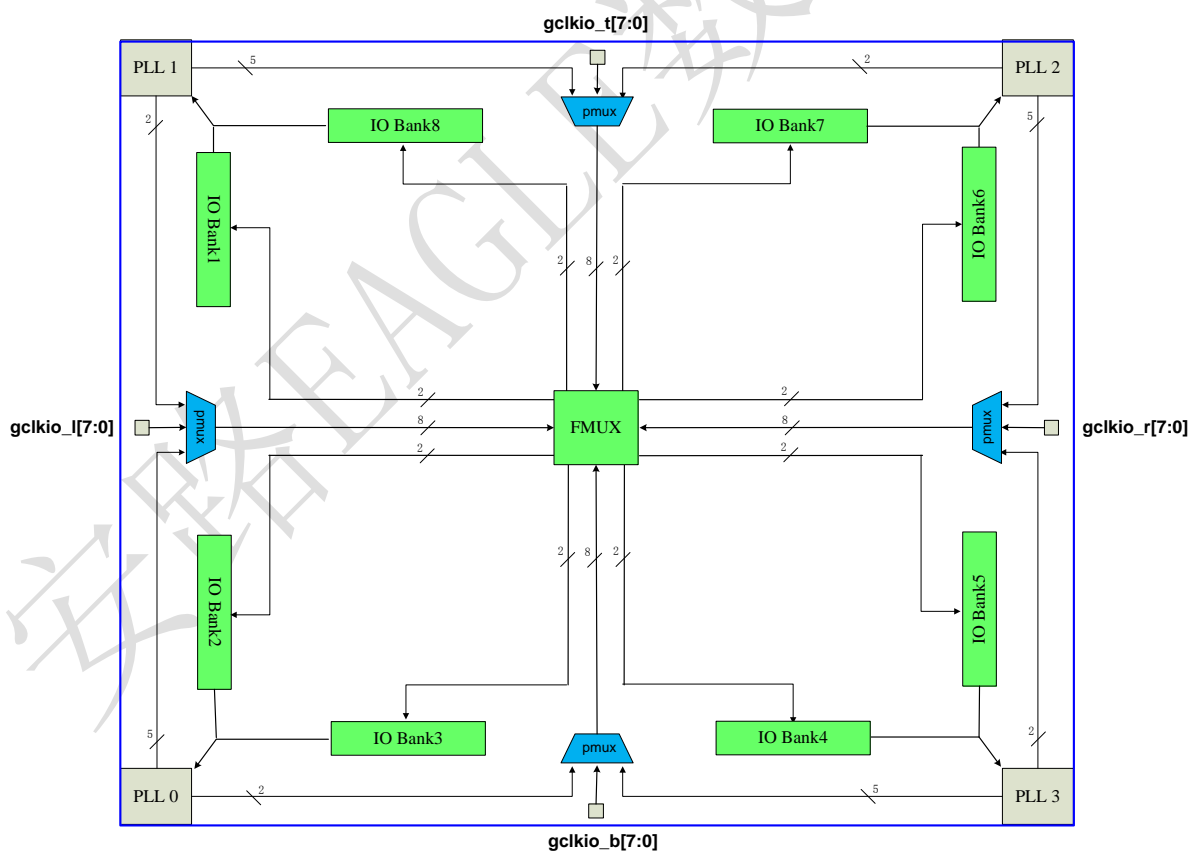 gclkio_t[7:0]
PLL 1
5
2
PLL 2
pmux
2
5
IO Bank8
IO Bank7
IO Bank1
IO Bank6
2
8
2
2
2
pmux
8
FMUX
8
pmux
gclkio_l[7:0]
gclkio_r[7:0]
2
2
IO Bank2
2
8
2
IO Bank5
IO Bank3
pmux
IO Bank4
5
2
PLL 0
2
5
PLL 3
gclkio_b[7:0]
安路EAGLE数